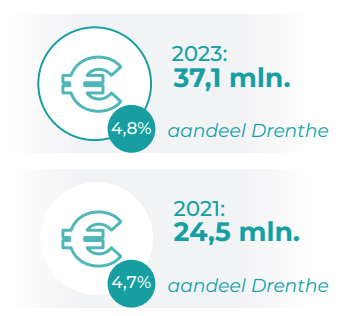 2023:
37,1 mln.
4,8%
aandeel Drenthe
2021:
24,5 mln.
4,7%
aandeel Drenthe